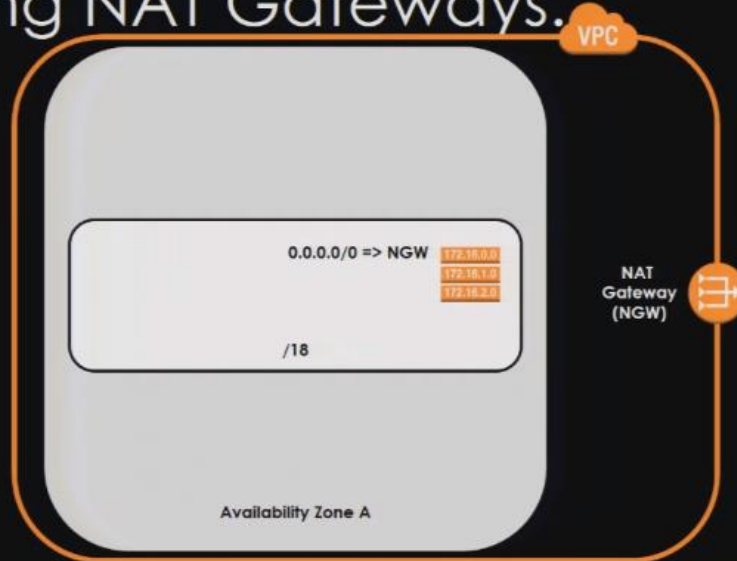 ng NAT Gateways.
VPC
0.0.0.0/0 => NGW
172.16.0.0
172.16.1.0
172.16.2.0
NAT
Gateway
(NGW)
/18
Availability Zone A